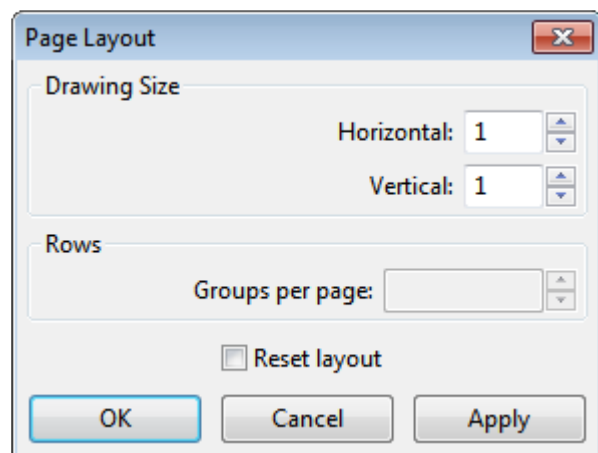 Page Layout
Drawing Size
Horizontal: 1
Vertical: 1
Rows
Groups per page:
Reset layout
OK Cancel Apply